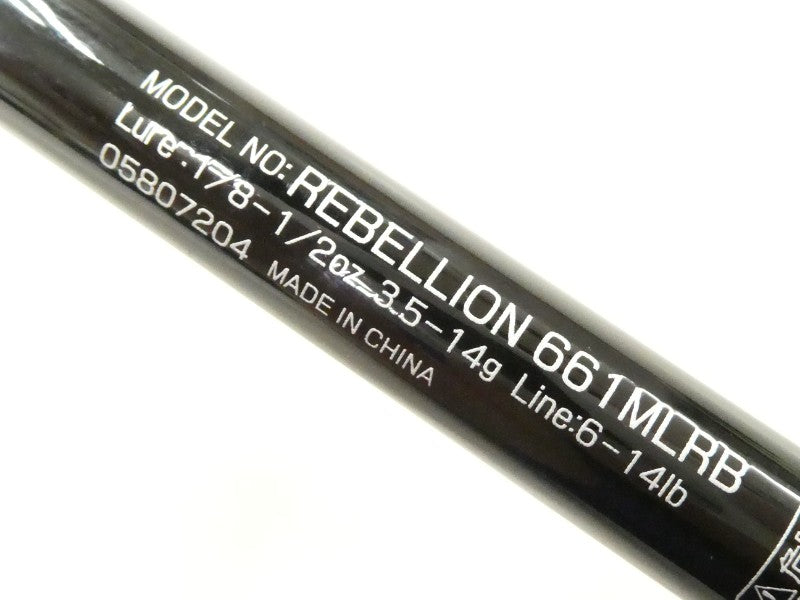 MODEL NO: REBELLION 661MLRB
Lure:1/8-1/2oz 3.5-14g Line:6-14lb
05807204 MADE IN CHINA
⚠危